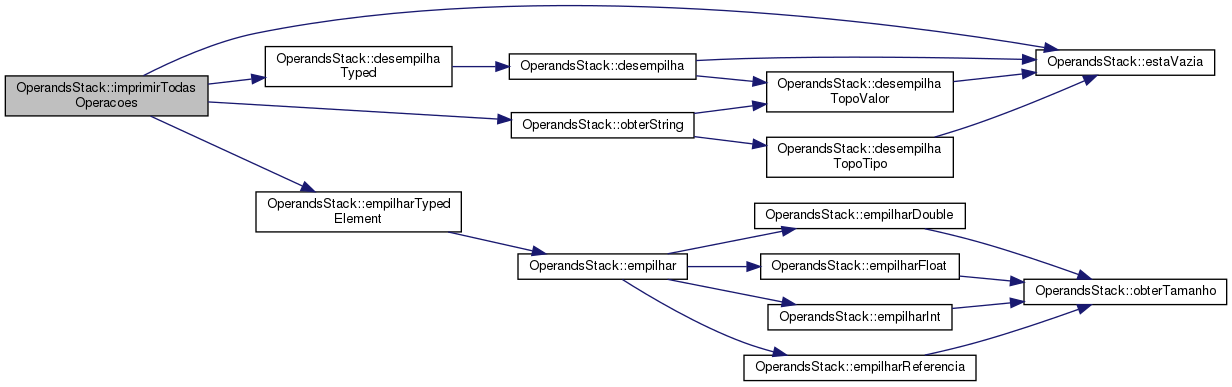 OperandsStack::imprimirTodas
Operacoes
OperandsStack::desempilha
Typed
OperandsStack::desempilha
OperandsStack::estaVazia
OperandsStack::desempilha
TopoValor
OperandsStack::obterString
OperandsStack::desempilha
TopoTipo
OperandsStack::empilharTyped
Element
OperandsStack::empilhar
OperandsStack::empilharDouble
OperandsStack::empilharFloat
OperandsStack::obterTamanho
OperandsStack::empilharInt
OperandsStack::empilharReferencia